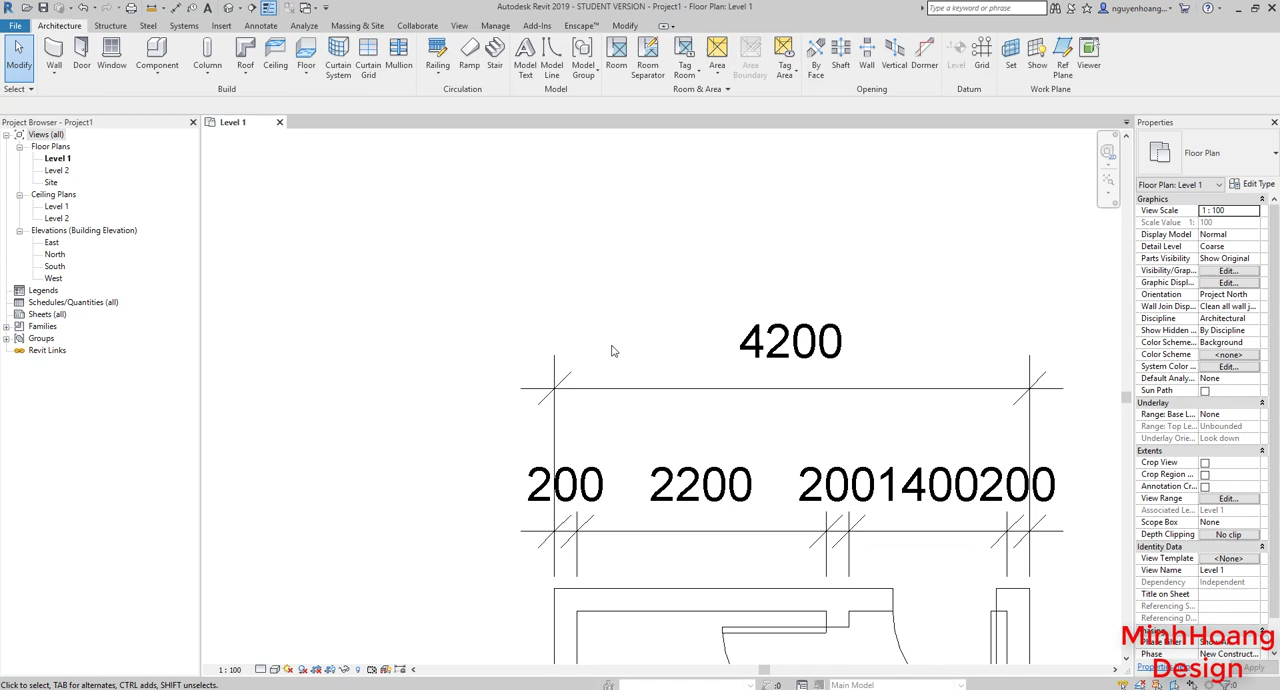 Autodesk Revit 2019 - STUDENT VERSION - Project1 - Floor Plan: Level 1
Type a keyword or phrase
nguyenhoang...
File Architecture Structure Steel Systems Insert Annotate Analyze Massing & Site Collaborate View Manage Add-Ins Enscape™ Modify
Modify Wall Door Window Component Column Roof Ceiling Floor Curtain System Curtain Grid Mullion Railing Ramp Stair Model Text Model Line Model Group Room Room Separator Tag Room Area Area Boundary Tag Area By Face Shaft Wall Vertical Dormer Level Grid Set Show Ref Plane Viewer
Select Build Circulation Model Room & Area Opening Datum Work Plane
Project Browser - Project1
Level 1
Properties
Views (all)
Floor Plans
Level 1
Level 2
Site
Ceiling Plans
Level 1
Level 2
Elevations (Building Elevation)
East
North
South
West
Legends
Schedules/Quantities (all)
Sheets (all)
Families
Groups
Revit Links
4200
200 2200 200 1400 200
Floor Plan
Floor Plan: Level 1 Edit Type
Graphics
View Scale 1 : 100
Scale Value 1: 100
Display Model Normal
Detail Level Coarse
Parts Visibility Show Original
Visibility/Grap... Edit...
Graphic Displ... Edit...
Orientation Project North
Wall Join Disp... Clean all wall j...
Discipline Architectural
Show Hidden ... By Discipline
Color Scheme... Background
Color Scheme <none>
System Color ... Edit...
Default Analy... None
Sun Path
Underlay
Range: Base L... None
Range: Top Le... Unbounded
Underlay Orie... Look down
Extents
Crop View
Crop Region ...
Annotation Cr...
View Range Edit...
Associated Le... Level 1
Scope Box None
Depth Clipping No clip
Identity Data
View Template <None>
View Name Level 1
Dependency Independent
Title on Sheet
Referencing S...
Referencing D...
Phase New Construct...
MinhHoang
Design
1 : 100
Click to select, TAB for alternates, CTRL adds, SHIFT unselects.
:0
Main Model
:0